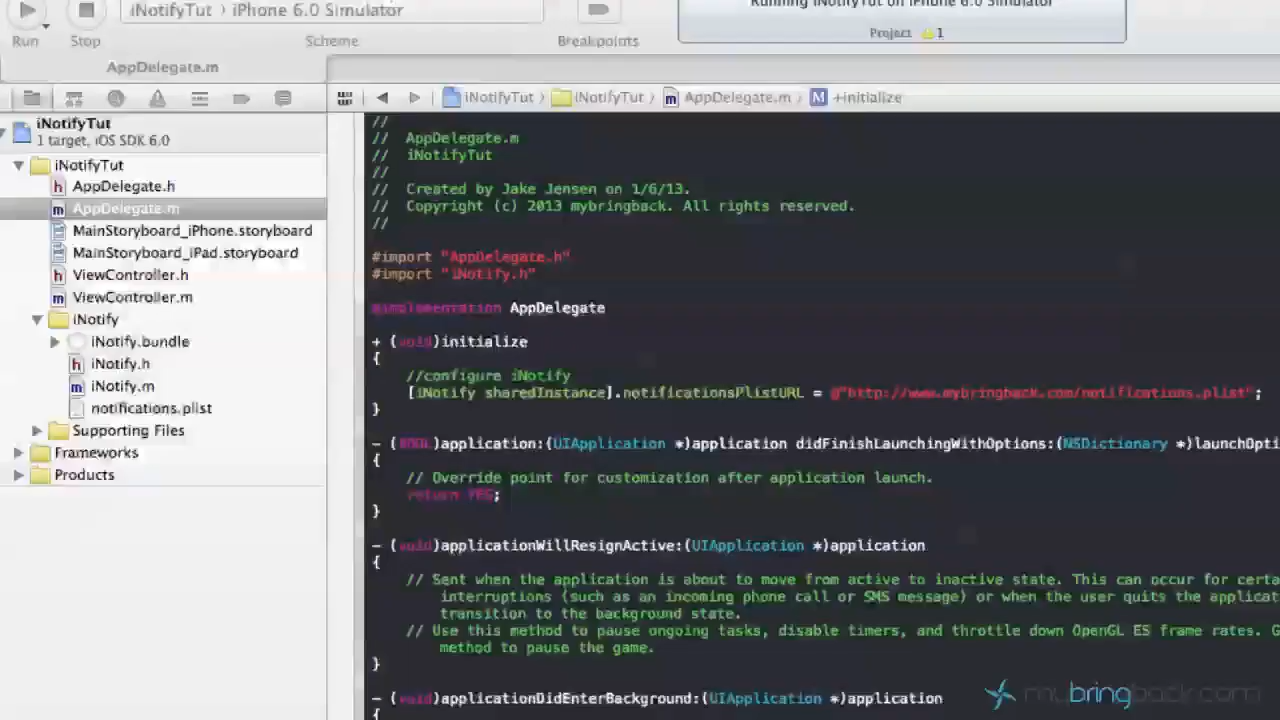 iNotifyTut › iPhone 6.0 Simulator
Running iNotifyTut on iPhone 6.0 Simulator
Run Stop Scheme Breakpoints
Project 1
AppDelegate.m
iNotifyTut › iNotifyTut › AppDelegate.m › M +initialize
iNotifyTut
1 target, iOS SDK 6.0
iNotifyTut
h AppDelegate.h
m AppDelegate.m
MainStoryboard_iPhone.storyboard
MainStoryboard_iPad.storyboard
h ViewController.h
m ViewController.m
iNotify
iNotify.bundle
h iNotify.h
m iNotify.m
notifications.plist
Supporting Files
Frameworks
Products
//
// AppDelegate.m
// iNotifyTut
//
// Created by Jake Jensen on 1/6/13.
// Copyright (c) 2013 mybringback. All rights reserved.
//
#import "AppDelegate.h"
#import "iNotify.h"
@implementation AppDelegate
+ (void)initialize
{
//configure iNotify
[iNotify sharedInstance].notificationsPlistURL = @"http://www.mybringback.com/notifications.plist";
}
- (BOOL)application:(UIApplication *)application didFinishLaunchingWithOptions:(NSDictionary *)launchOpti
{
// Override point for customization after application launch.
return YES;
}
- (void)applicationWillResignActive:(UIApplication *)application
{
// Sent when the application is about to move from active to inactive state. This can occur for certa
interruptions (such as an incoming phone call or SMS message) or when the user quits the applicat
transition to the background state.
// Use this method to pause ongoing tasks, disable timers, and throttle down OpenGL ES frame rates. G
method to pause the game.
}
- (void)applicationDidEnterBackground:(UIApplication *)application
{
mybringback.com